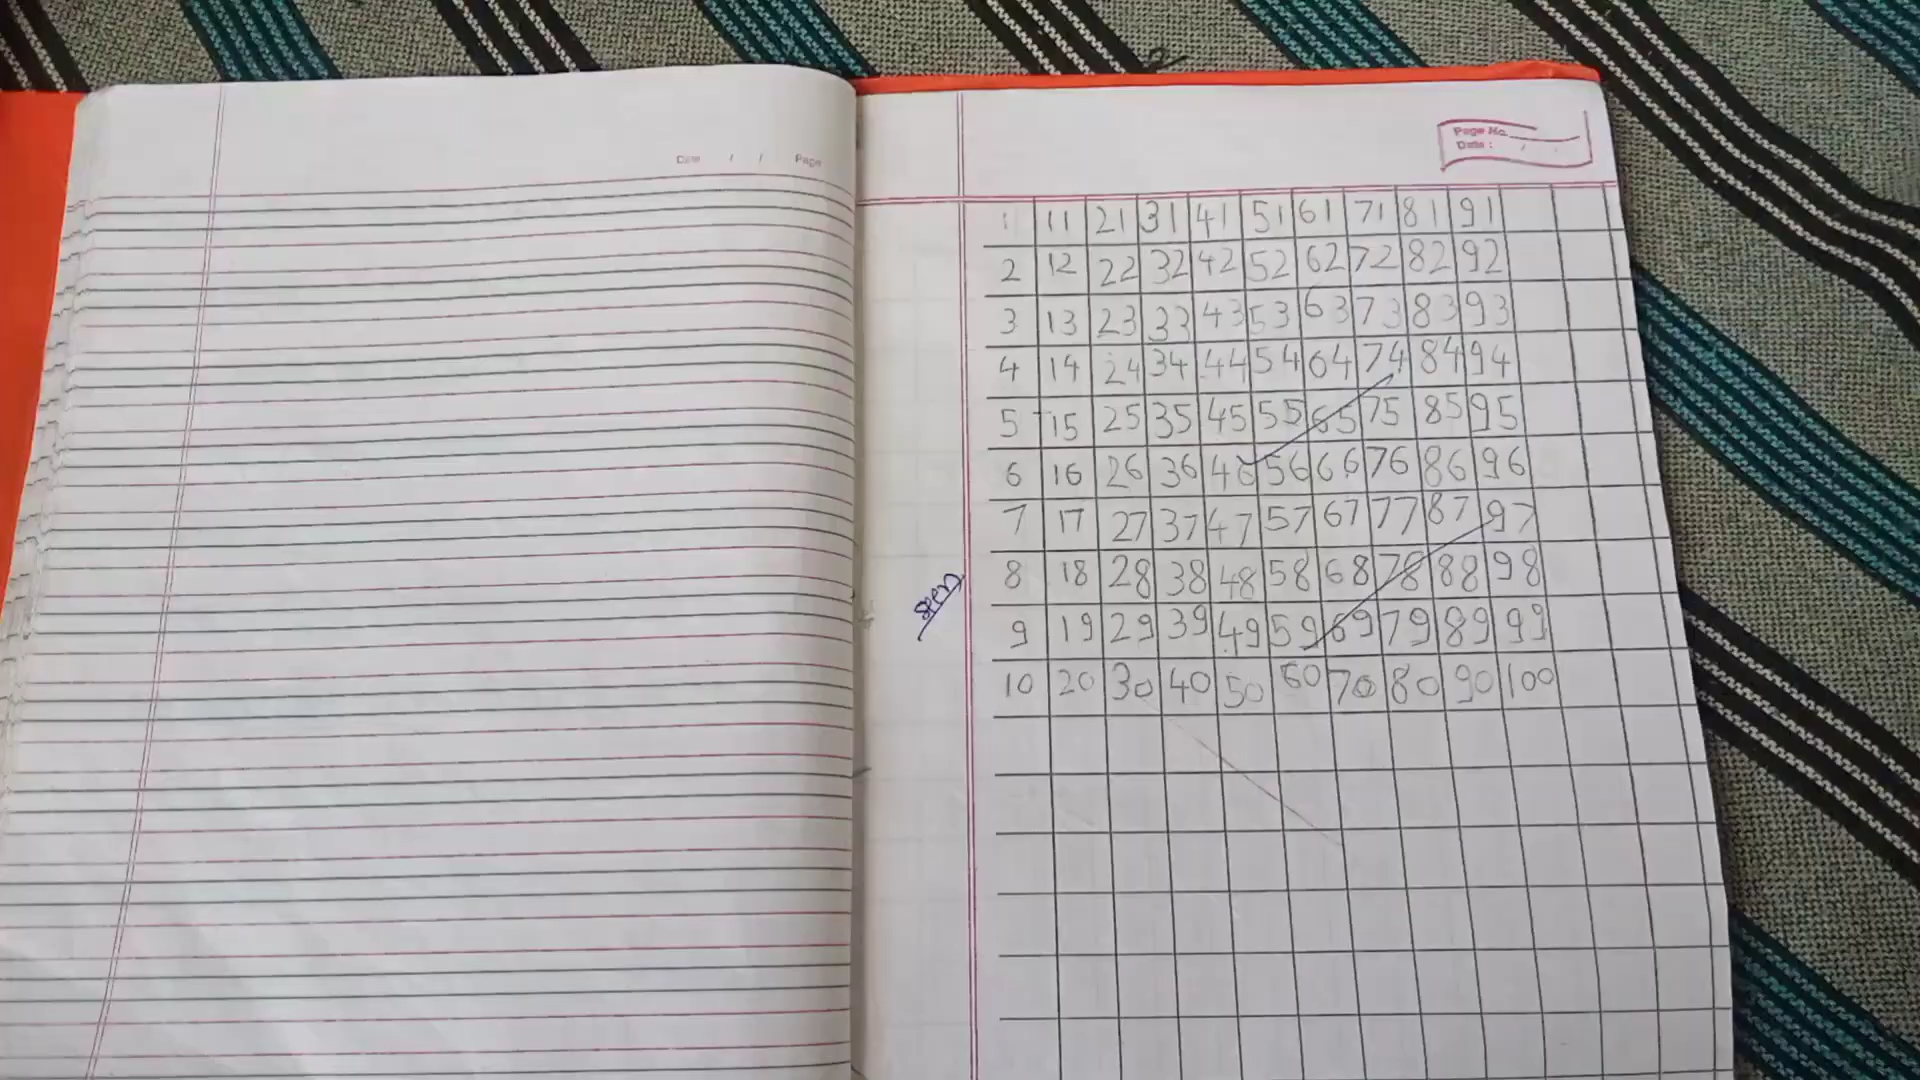 Date / / Page
Page No.
Date : / .
1 11 21 31 41 51 61 71 81 91
2 12 22 32 42 52 62 72 82 92
3 13 23 33 43 53 63 73 83 93
4 14 24 34 44 54 64 74 84 94
5 15 25 35 45 55 65 75 85 95
6 16 26 36 46 56 66 76 86 96
7 17 27 37 47 57 67 77 87 97
8 18 28 38 48 58 68 78 88 98
seen
9 19 29 39 49 59 69 79 89 99
10 20 30 40 50 60 70 80 90 100